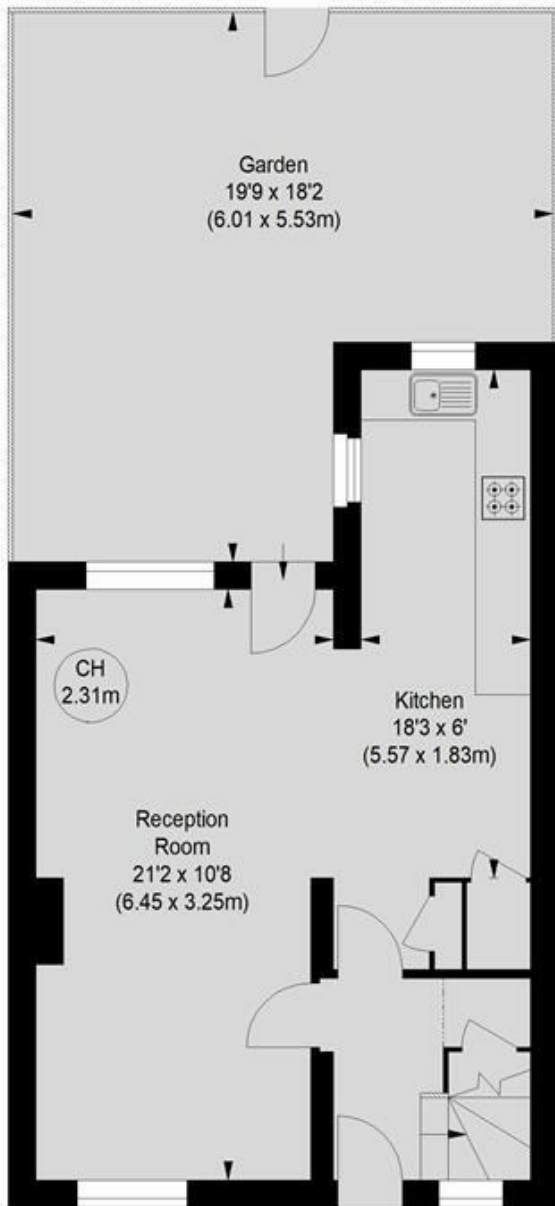 Garden
19'9 x 18'2
(6.01 x 5.53m)
CH
2.31m
Kitchen
18'3 x 6'
(5.57 x 1.83m)
Reception
Room
21'2 x 10'8
(6.45 x 3.25m)